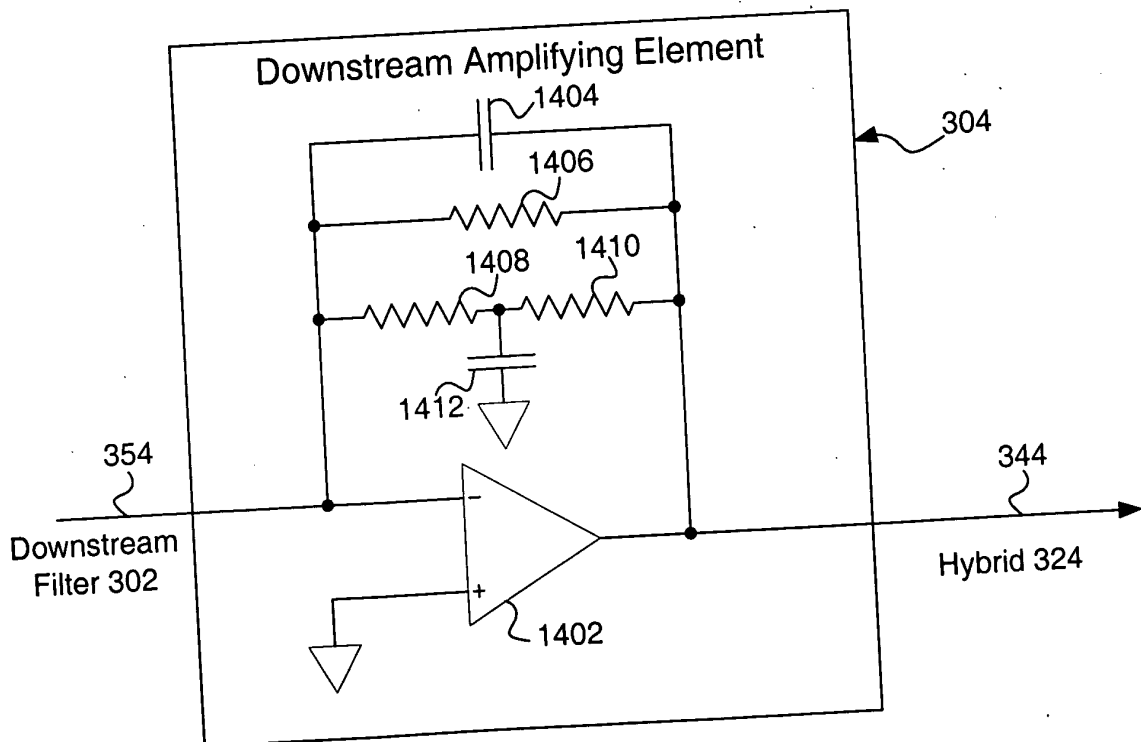 Downstream Amplifying Element
1404
304
1406
1408
1410
1412
354
344
Downstream
Filter 302
Hybrid 324
−
+
1402